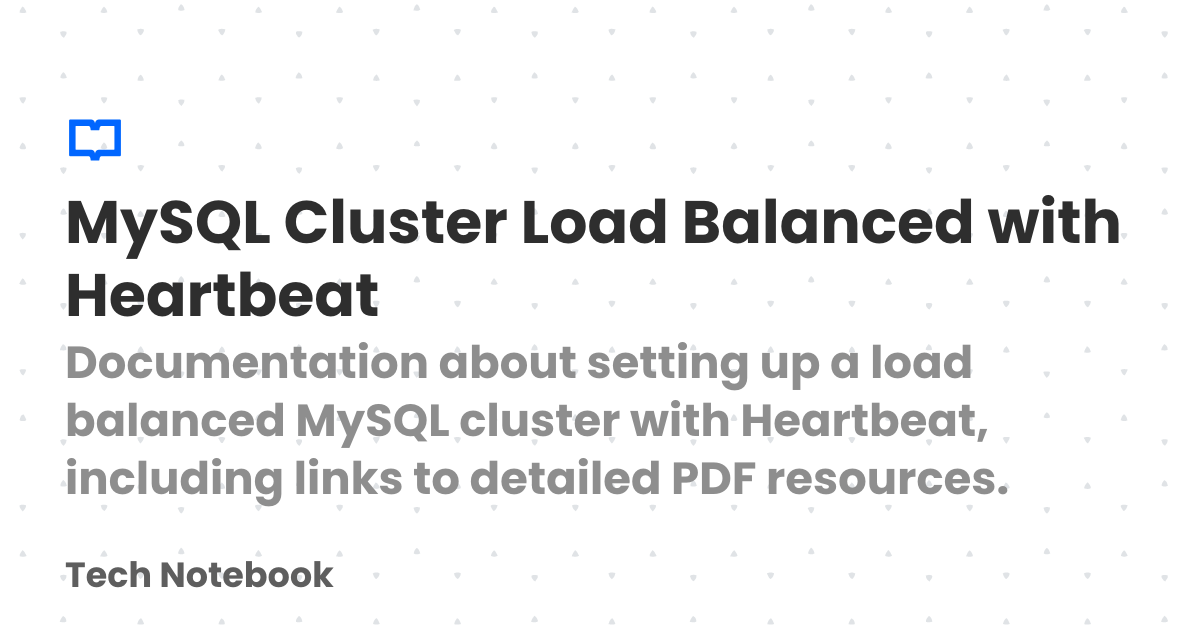 MySQL Cluster Load Balanced with
Heartbeat
Documentation about setting up a load
balanced MySQL cluster with Heartbeat,
including links to detailed PDF resources.
Tech Notebook